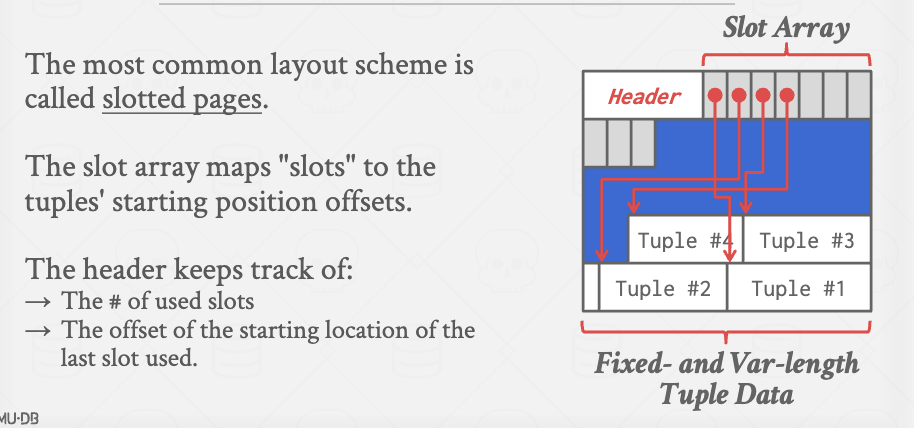 The most common layout scheme is
called slotted pages.
The slot array maps "slots" to the
tuples' starting position offsets.
The header keeps track of:
→ The # of used slots
→ The offset of the starting location of the
last slot used.
Slot Array
Header
Tuple #4 Tuple #3
Tuple #2 Tuple #1
Fixed- and Var-length
Tuple Data
MU·DB